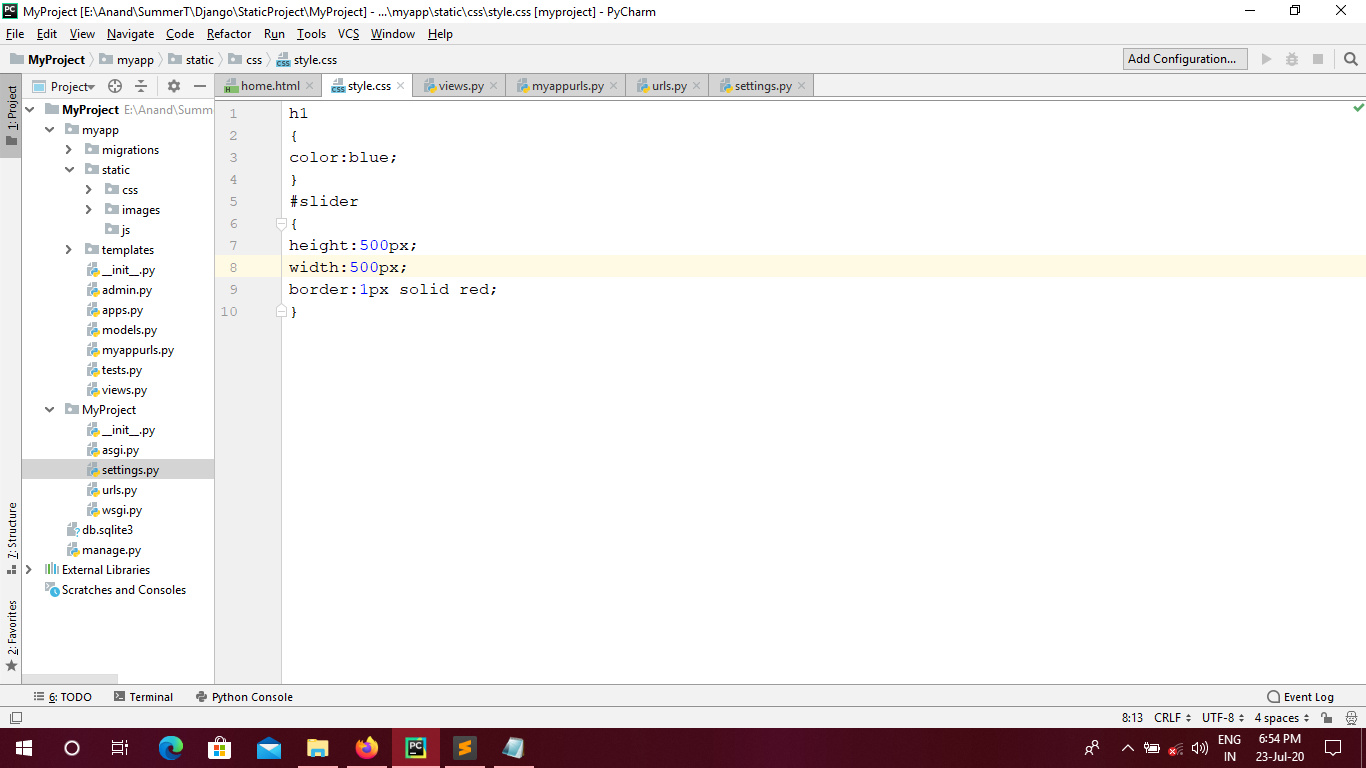 MyProject [E:\Anand\SummerT\Django\StaticProject\MyProject] - ...\myapp\static\css\style.css [myproject] - PyCharm
File Edit View Navigate Code Refactor Run Tools VCS Window Help
MyProject myapp static css style.css Add Configuration...
Project home.html style.css views.py myappurls.py urls.py settings.py
1: Project
MyProject E:\Anand\Summ
myapp
migrations
static
css
images
js
templates
__init__.py
admin.py
apps.py
models.py
myappurls.py
tests.py
views.py
MyProject
__init__.py
asgi.py
settings.py
urls.py
wsgi.py
db.sqlite3
manage.py
External Libraries
Scratches and Consoles
7: Structure
2: Favorites
1 h1
2 {
3 color:blue;
4 }
5 #slider
6 {
7 height:500px;
8 width:500px;
9 border:1px solid red;
10 }
6: TODO Terminal Python Console Event Log
8:13 CRLF UTF-8 4 spaces
ENG 6:54 PM
IN 23-Jul-20